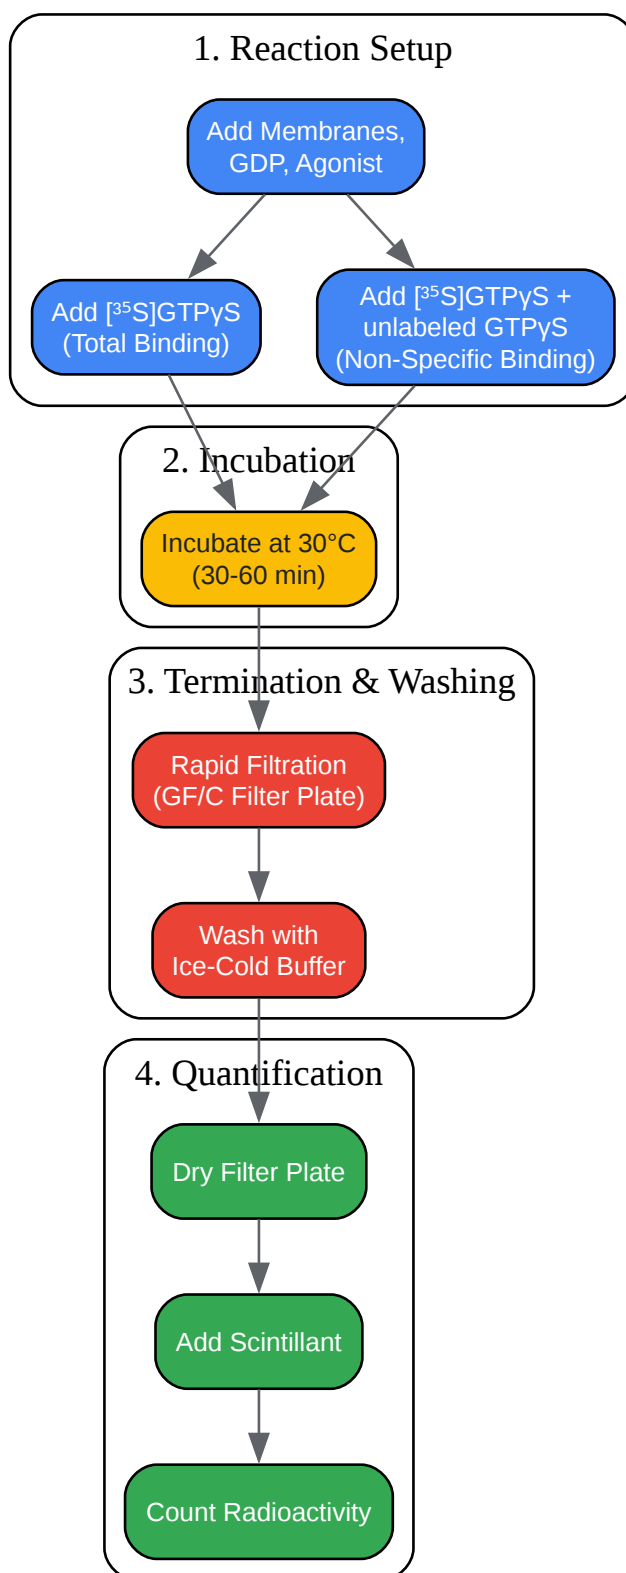 1. Reaction Setup
Add Membranes,
GDP, Agonist
Add [³⁵S]GTPγS
(Total Binding)
Add [³⁵S]GTPγS +
unlabeled GTPγS
(Non-Specific Binding)
2. Incubation
Incubate at 30°C
(30-60 min)
3. Termination & Washing
Rapid Filtration
(GF/C Filter Plate)
Wash with
Ice-Cold Buffer
4. Quantification
Dry Filter Plate
Add Scintillant
Count Radioactivity